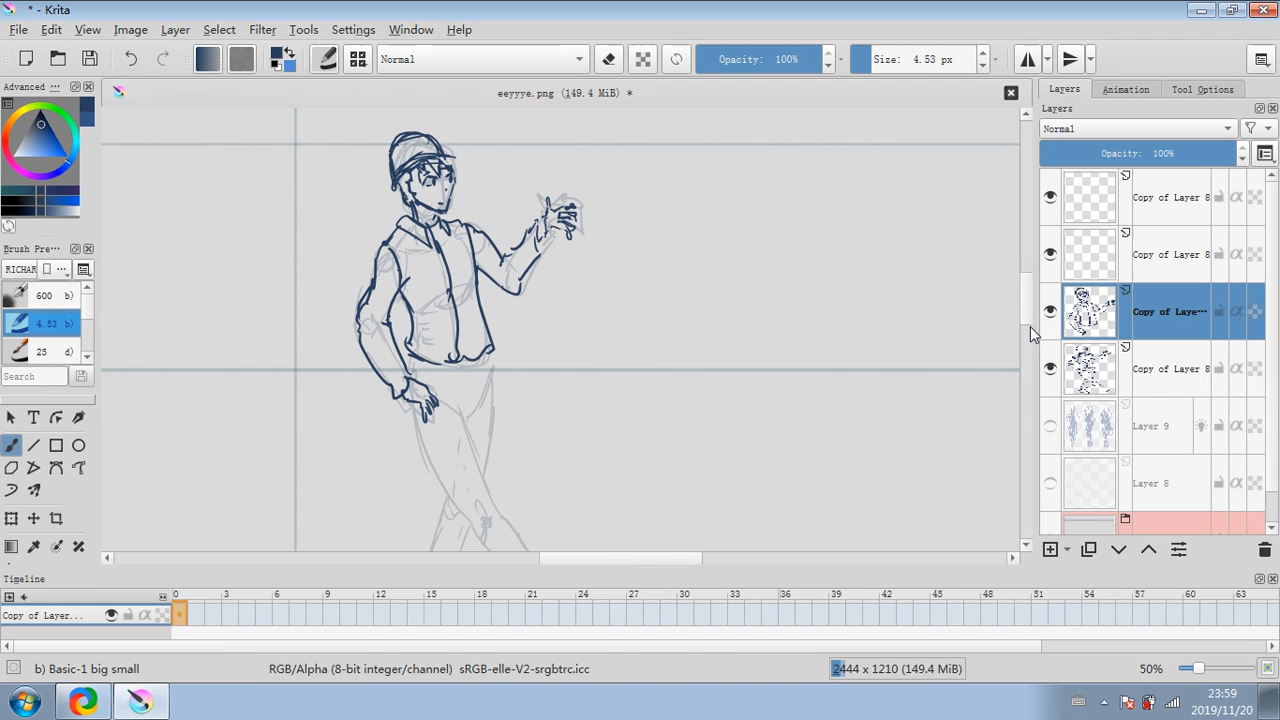 * - Krita
File Edit View Image Layer Select Filter Tools Settings Window Help
Normal Opacity: 100% Size: 4.53 px
eeyyye.png (149.4 MiB) *
Advanced ...
Brush Pre...
RICHAR
600 b)
4.53 b)
25 d)
Search
Layers Animation Tool Options
Layers
Normal
Opacity: 100%
Copy of Layer 8
Copy of Layer 8
Copy of Laye...
Copy of Layer 8
Layer 9
Layer 8
Timeline
0 3 6 9 12 15 18 21 24 27 30 33 36 39 42 45 48 51 54 57 60 63
Copy of Layer...
b) Basic-1 big small RGB/Alpha (8-bit integer/channel) sRGB-elle-V2-srgbtrc.icc 2444 x 1210 (149.4 MiB) 50%
23:59
2019/11/20